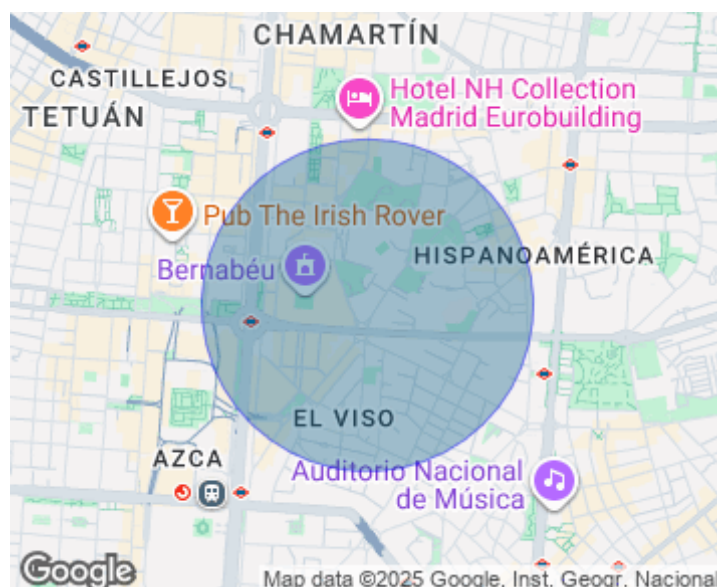 CHAMARTÍN
CASTILLEJOS
TETUÁN
Hotel NH Collection
Madrid Eurobuilding
Pub The Irish Rover
HISPANOAMÉRICA
Bernabéu
EL VISO
AZCA
Auditorio Nacional
de Música
Google
Map data ©2025 Google, Inst. Geogr. Nacional